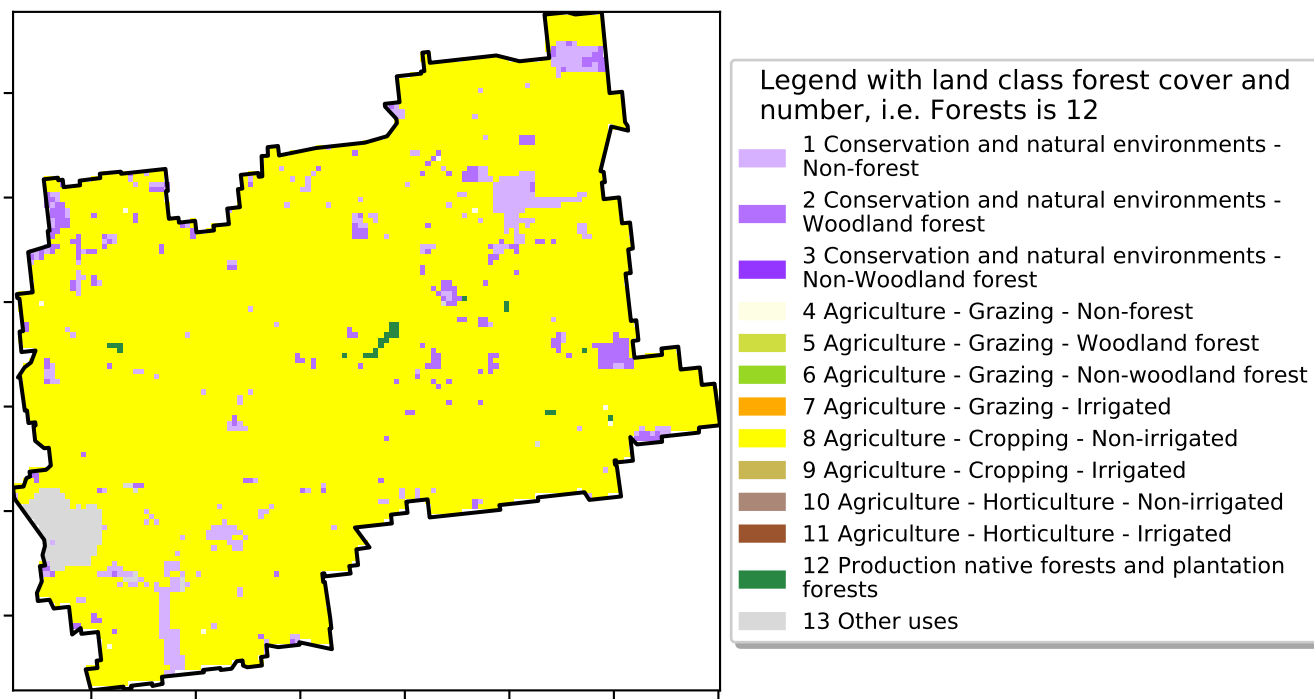 Legend with land class forest cover and
number, i.e. Forests is 12
1 Conservation and natural environments -
Non-forest
2 Conservation and natural environments -
Woodland forest
3 Conservation and natural environments -
Non-Woodland forest
4 Agriculture - Grazing - Non-forest
5 Agriculture - Grazing - Woodland forest
6 Agriculture - Grazing - Non-woodland forest
7 Agriculture - Grazing - Irrigated
8 Agriculture - Cropping - Non-irrigated
9 Agriculture - Cropping - Irrigated
10 Agriculture - Horticulture - Non-irrigated
11 Agriculture - Horticulture - Irrigated
12 Production native forests and plantation
forests
13 Other uses